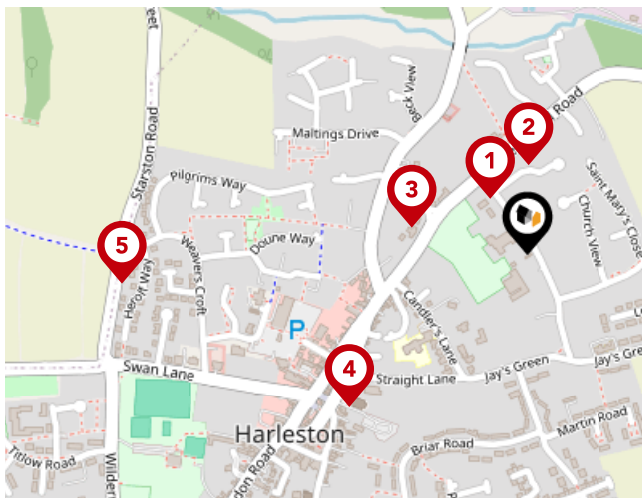 Street
Back View
Road
2
Maltings Drive
1
Starston Road
Pilgrims Way
3
Saint Mary's Close
Church View
5
Doune Way
Weavers Croft
Heron Way
P
Candler's Lane
Swan Lane
4
Straight Lane
Jay's Green
Jay's Green
Harleston
Briar Road
Martin Road
Titlow Road